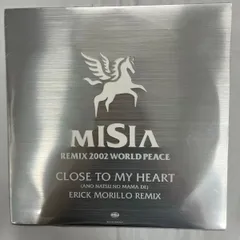 MISIA
REMIX 2002 WORLD PEACE
CLOSE TO MY HEART
(ANO NATSU NO MAMA DE)
ERICK MORILLO REMIX